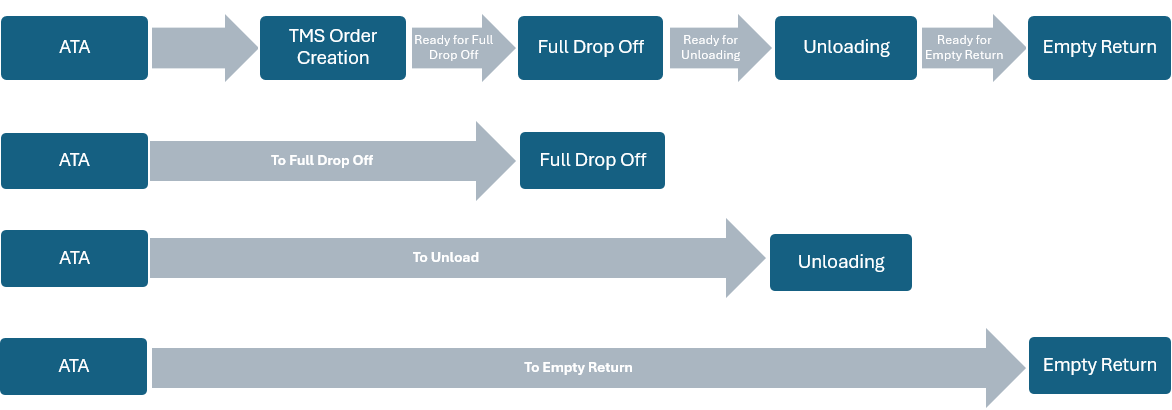 ATA
TMS Order
Creation
Ready for Full
Drop Off
Full Drop Off
Ready for
Unloading
Unloading
Ready for
Empty Return
Empty Return
ATA
To Full Drop Off
Full Drop Off
ATA
To Unload
Unloading
ATA
To Empty Return
Empty Return